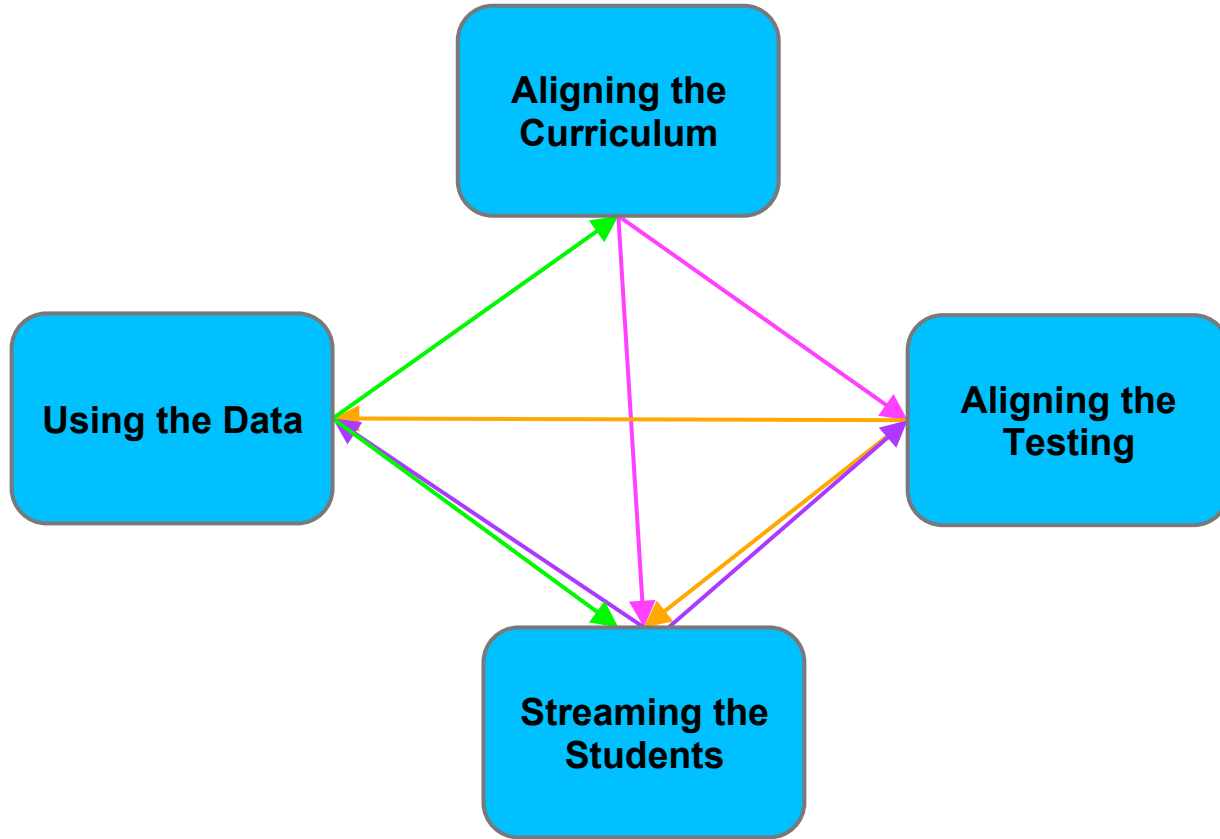 Aligning the
Curriculum
Using the Data
Aligning the
Testing
Streaming the
Students